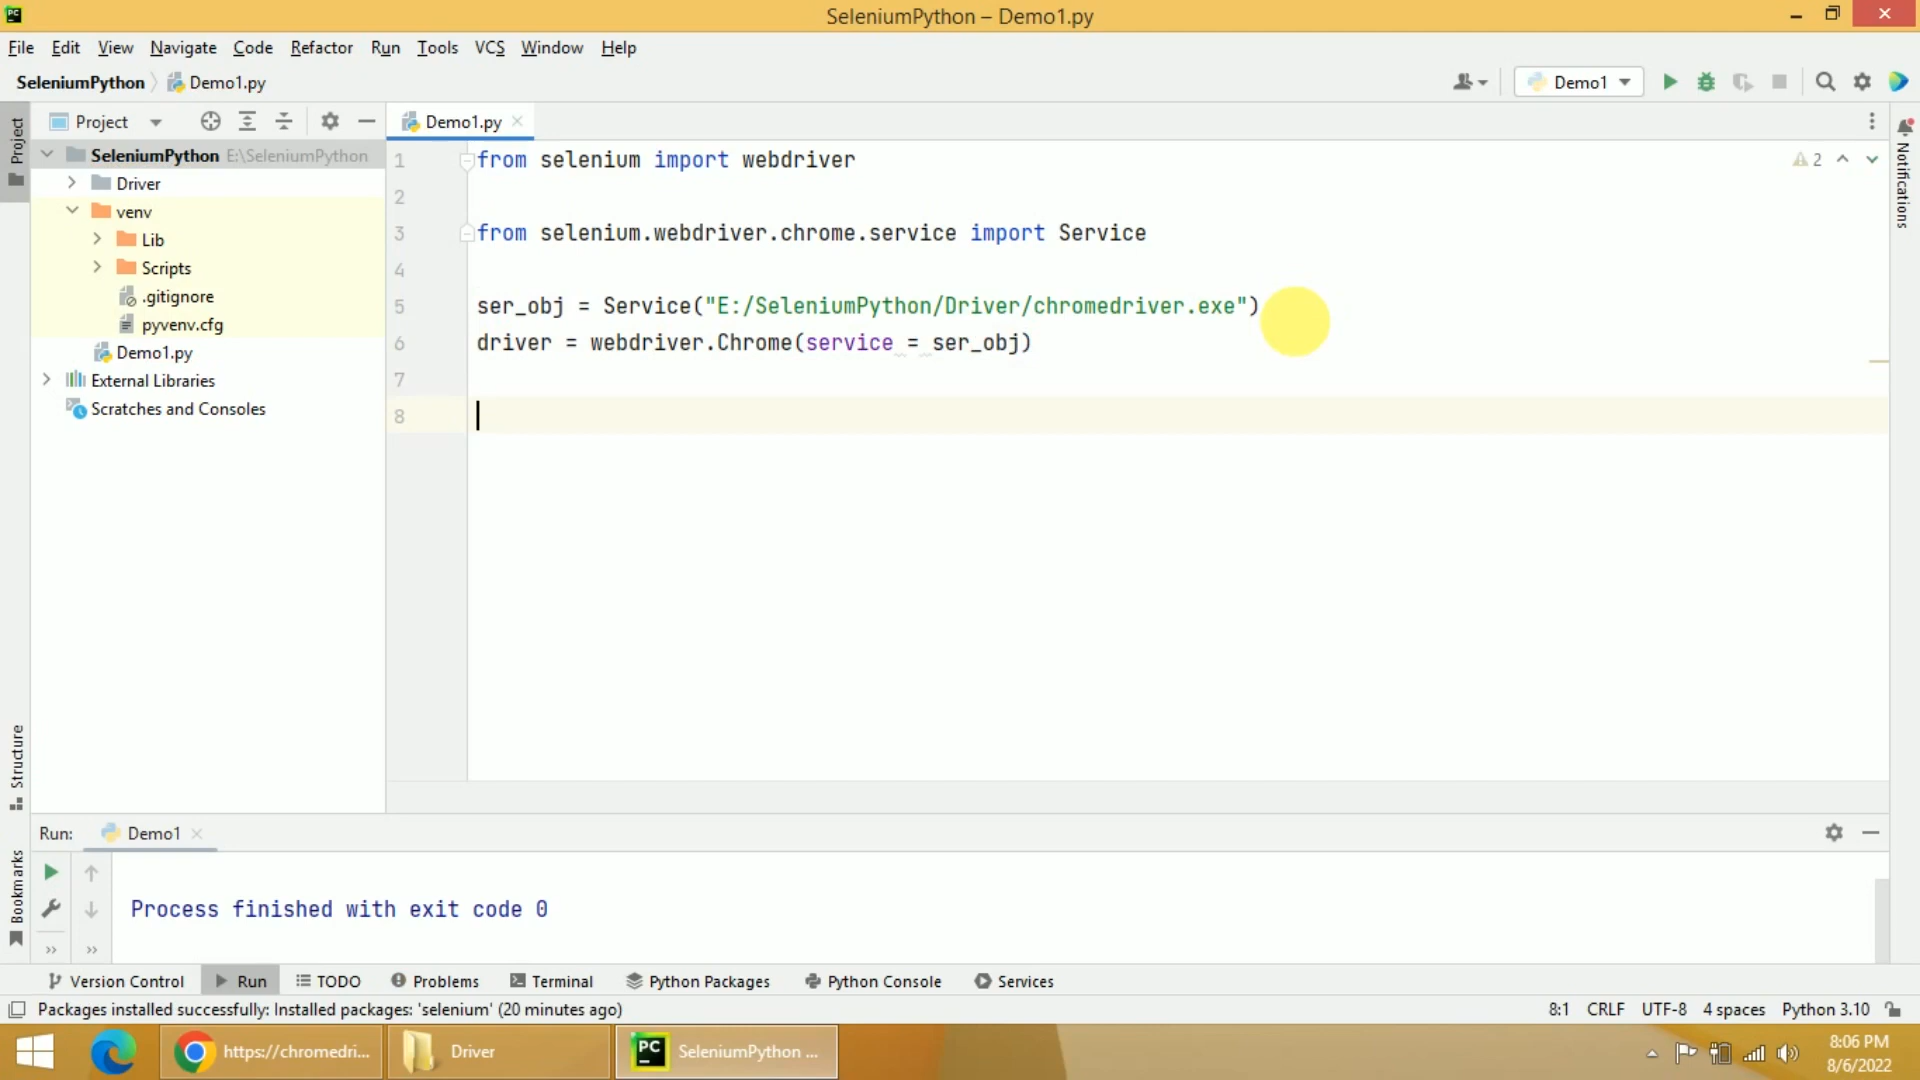 PC
SeleniumPython – Demo1.py
File Edit View Navigate Code Refactor Run Tools VCS Window Help
SeleniumPython Demo1.py
Demo1
Project
Demo1.py
Project
SeleniumPython E:\SeleniumPython
Driver
venv
Lib
Scripts
.gitignore
pyvenv.cfg
Demo1.py
External Libraries
Scratches and Consoles
1 from selenium import webdriver
2
3 from selenium.webdriver.chrome.service import Service
4
5 ser_obj = Service("E:/SeleniumPython/Driver/chromedriver.exe")
6 driver = webdriver.Chrome(service = ser_obj)
7
8
2
Notifications
Structure
Bookmarks
Run: Demo1
Process finished with exit code 0
Version Control Run TODO Problems Terminal Python Packages Python Console Services
Packages installed successfully: Installed packages: 'selenium' (20 minutes ago)
8:1 CRLF UTF-8 4 spaces Python 3.10
https://chromedri...
Driver
PC
SeleniumPython ...
8:06 PM
8/6/2022